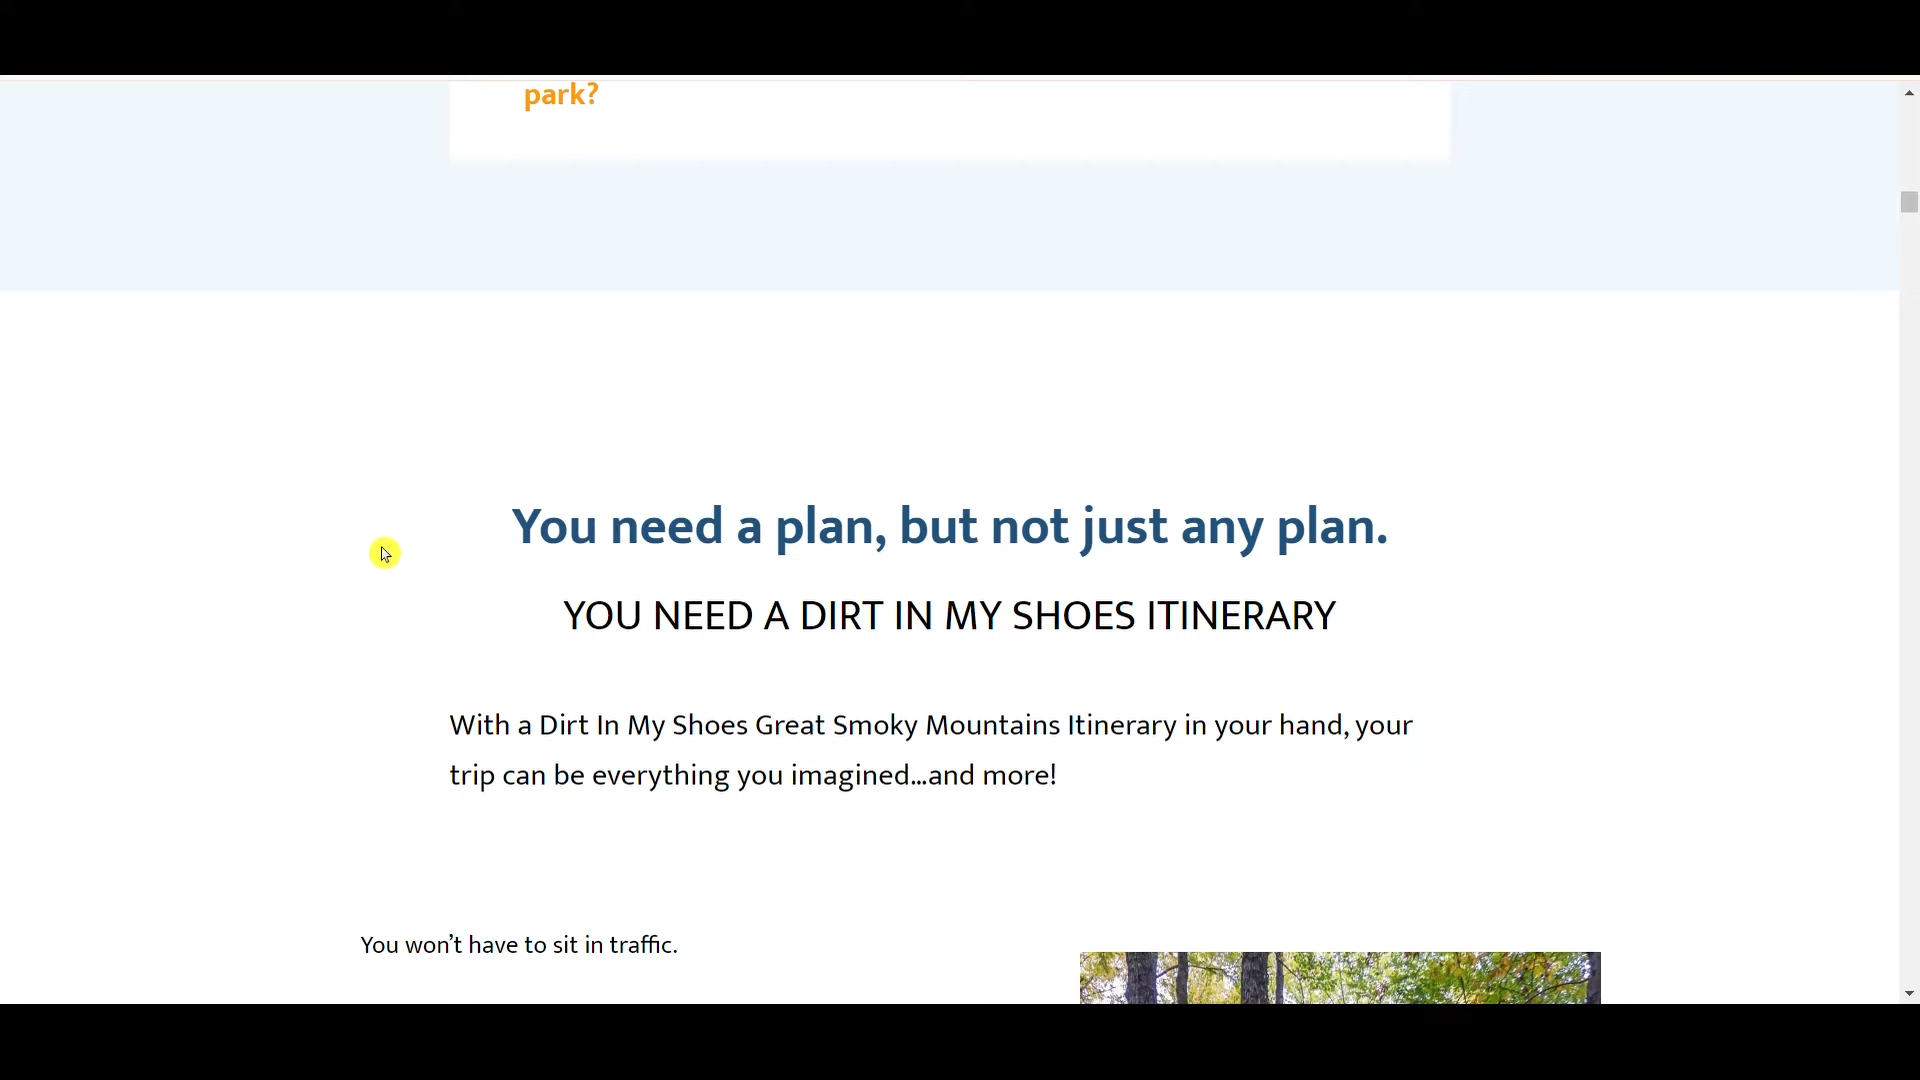 park?
You need a plan, but not just any plan.
YOU NEED A DIRT IN MY SHOES ITINERARY
With a Dirt In My Shoes Great Smoky Mountains Itinerary in your hand, your
trip can be everything you imagined...and more!
You won’t have to sit in traffic.